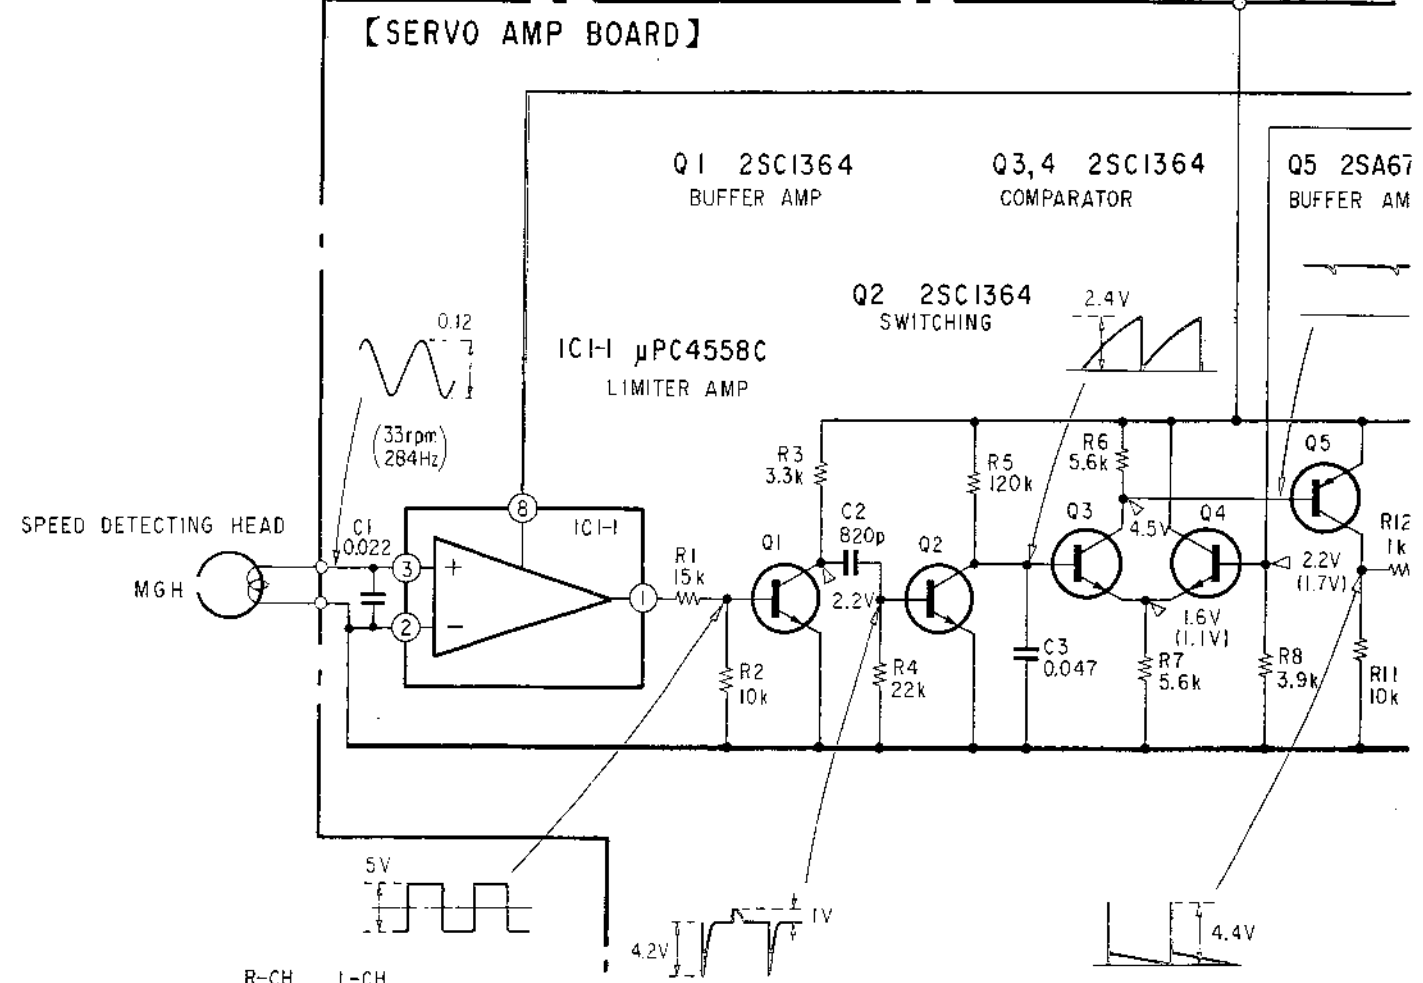 【SERVO AMP BOARD】
Q1 2SC1364
BUFFER AMP
Q3,4 2SC1364
COMPARATOR
Q5 2SA67
BUFFER AM
Q2 2SC1364
SWITCHING
2.4V
0.12
(33rpm
284Hz)
IC1-1 μPC4558C
LIMITER AMP
SPEED DETECTING HEAD
MGH
C1
0.022
8
IC1-1
3
+
2
−
1
R1
15k
R2
10k
R3
3.3k
Q1
C2
820p
2.2V
R4
22k
Q2
R5
120k
C3
0.047
R6
5.6k
Q3
4.5V
Q4
1.6V
(1.1V)
R7
5.6k
2.2V
(1.7V)
R8
3.9k
Q5
R12
1k
R11
10k
5V
4.2V
1V
4.4V
R-CH L-CH